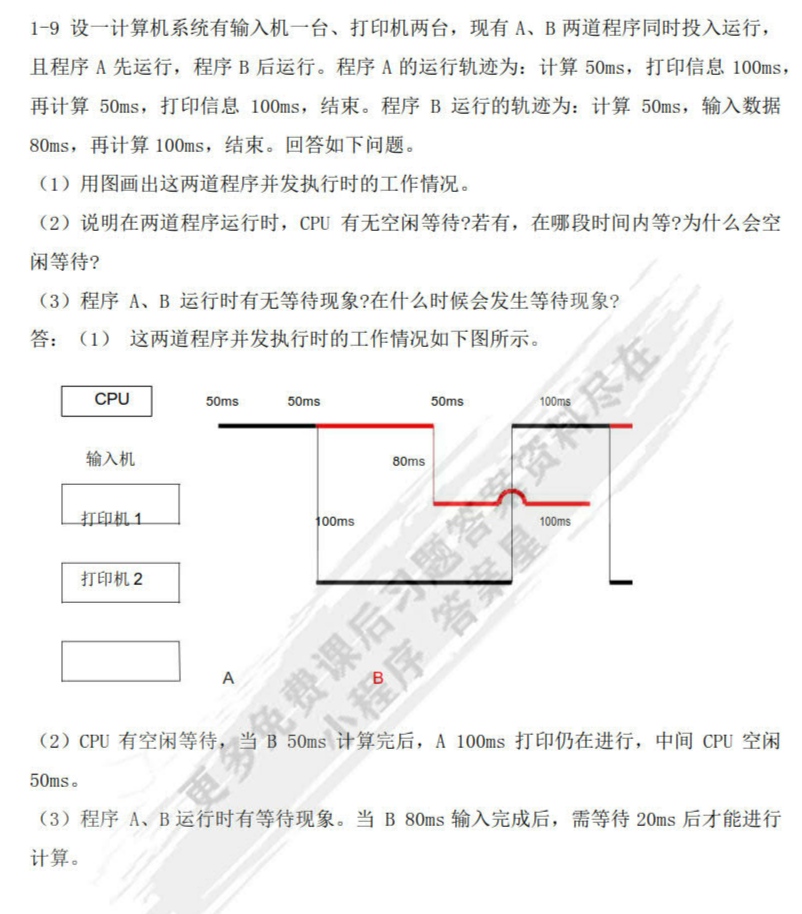 1-9 设一计算机系统有输入机一台、打印机两台，现有 A、B 两道程序同时投入运行，
且程序 A 先运行，程序 B 后运行。程序 A 的运行轨迹为：计算 50ms，打印信息 100ms，
再计算 50ms，打印信息 100ms，结束。程序 B 运行的轨迹为：计算 50ms，输入数据
80ms，再计算 100ms，结束。回答如下问题。
（1）用图画出这两道程序并发执行时的工作情况。
（2）说明在两道程序运行时，CPU 有无空闲等待?若有，在哪段时间内等?为什么会空
闲等待?
（3）程序 A、B 运行时有无等待现象?在什么时候会发生等待现象?
答：（1） 这两道程序并发执行时的工作情况如下图所示。
CPU 50ms 50ms 50ms 100ms
输入机 80ms
打印机 1 100ms 100ms
打印机 2
A B
（2）CPU 有空闲等待，当 B 50ms 计算完后，A 100ms 打印仍在进行，中间 CPU 空闲
50ms。
（3）程序 A、B 运行时有等待现象。当 B 80ms 输入完成后，需等待 20ms 后才能进行
计算。
更多免费课后习题答案资料尽在
小程序 答案星